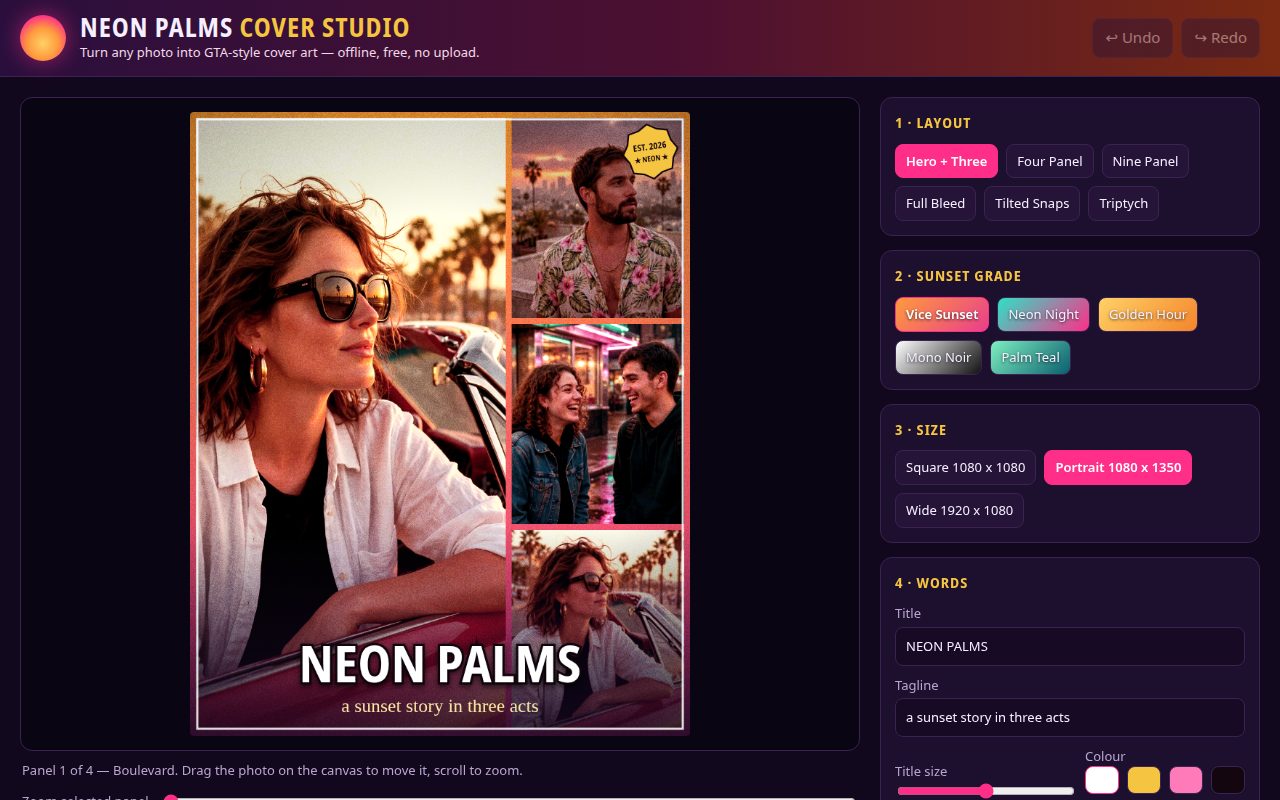 NEON PALMS COVER STUDIO
Turn any photo into GTA-style cover art — offline, free, no upload.
↩ Undo
↪ Redo
EST. 2026
★ NEON ★
NEON PALMS
a sunset story in three acts
Panel 1 of 4 — Boulevard. Drag the photo on the canvas to move it, scroll to zoom.
Zoom selected panel
1 · LAYOUT
Hero + Three
Four Panel
Nine Panel
Full Bleed
Tilted Snaps
Triptych
2 · SUNSET GRADE
Vice Sunset
Neon Night
Golden Hour
Mono Noir
Palm Teal
3 · SIZE
Square 1080 x 1080
Portrait 1080 x 1350
Wide 1920 x 1080
4 · WORDS
Title
NEON PALMS
Tagline
a sunset story in three acts
Title size
Colour